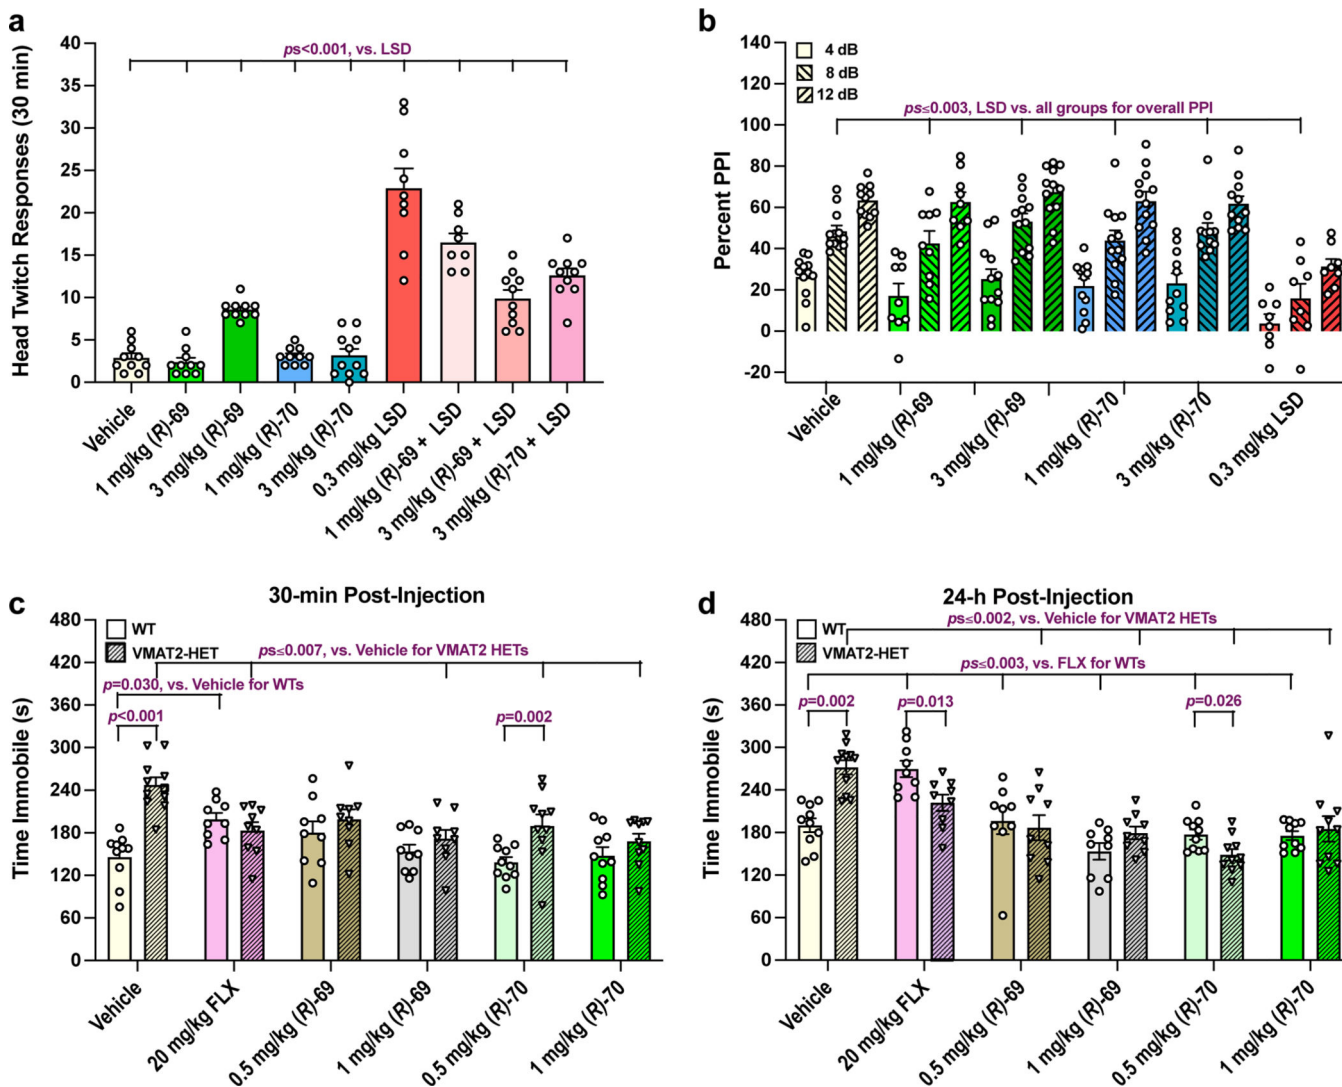 a
ps<0.001, vs. LSD
Head Twitch Responses (30 min)
40
35
30
25
20
15
10
5
0
Vehicle
1 mg/kg (R)-69
3 mg/kg (R)-69
1 mg/kg (R)-70
3 mg/kg (R)-70
0.3 mg/kg LSD
1 mg/kg (R)-69 + LSD
3 mg/kg (R)-69 + LSD
3 mg/kg (R)-70 + LSD
b
4 dB
8 dB
12 dB
ps≤0.003, LSD vs. all groups for overall PPI
Percent PPI
140
120
100
80
60
40
20
0
-20
Vehicle
1 mg/kg (R)-69
3 mg/kg (R)-69
1 mg/kg (R)-70
3 mg/kg (R)-70
0.3 mg/kg LSD
c
30-min Post-Injection
WT
VMAT2-HET
ps≤0.007, vs. Vehicle for VMAT2 HETs
p=0.030, vs. Vehicle for WTs
p<0.001
p=0.002
Time Immobile (s)
480
420
360
300
240
180
120
60
0
Vehicle
20 mg/kg FLX
0.5 mg/kg (R)-69
1 mg/kg (R)-69
0.5 mg/kg (R)-70
1 mg/kg (R)-70
d
24-h Post-Injection
WT
VMAT2-HET
ps≤0.002, vs. Vehicle for VMAT2 HETs
ps≤0.003, vs. FLX for WTs
p=0.002
p=0.013
p=0.026
Time Immobile (s)
480
420
360
300
240
180
120
60
0
Vehicle
20 mg/kg FLX
0.5 mg/kg (R)-69
1 mg/kg (R)-69
0.5 mg/kg (R)-70
1 mg/kg (R)-70